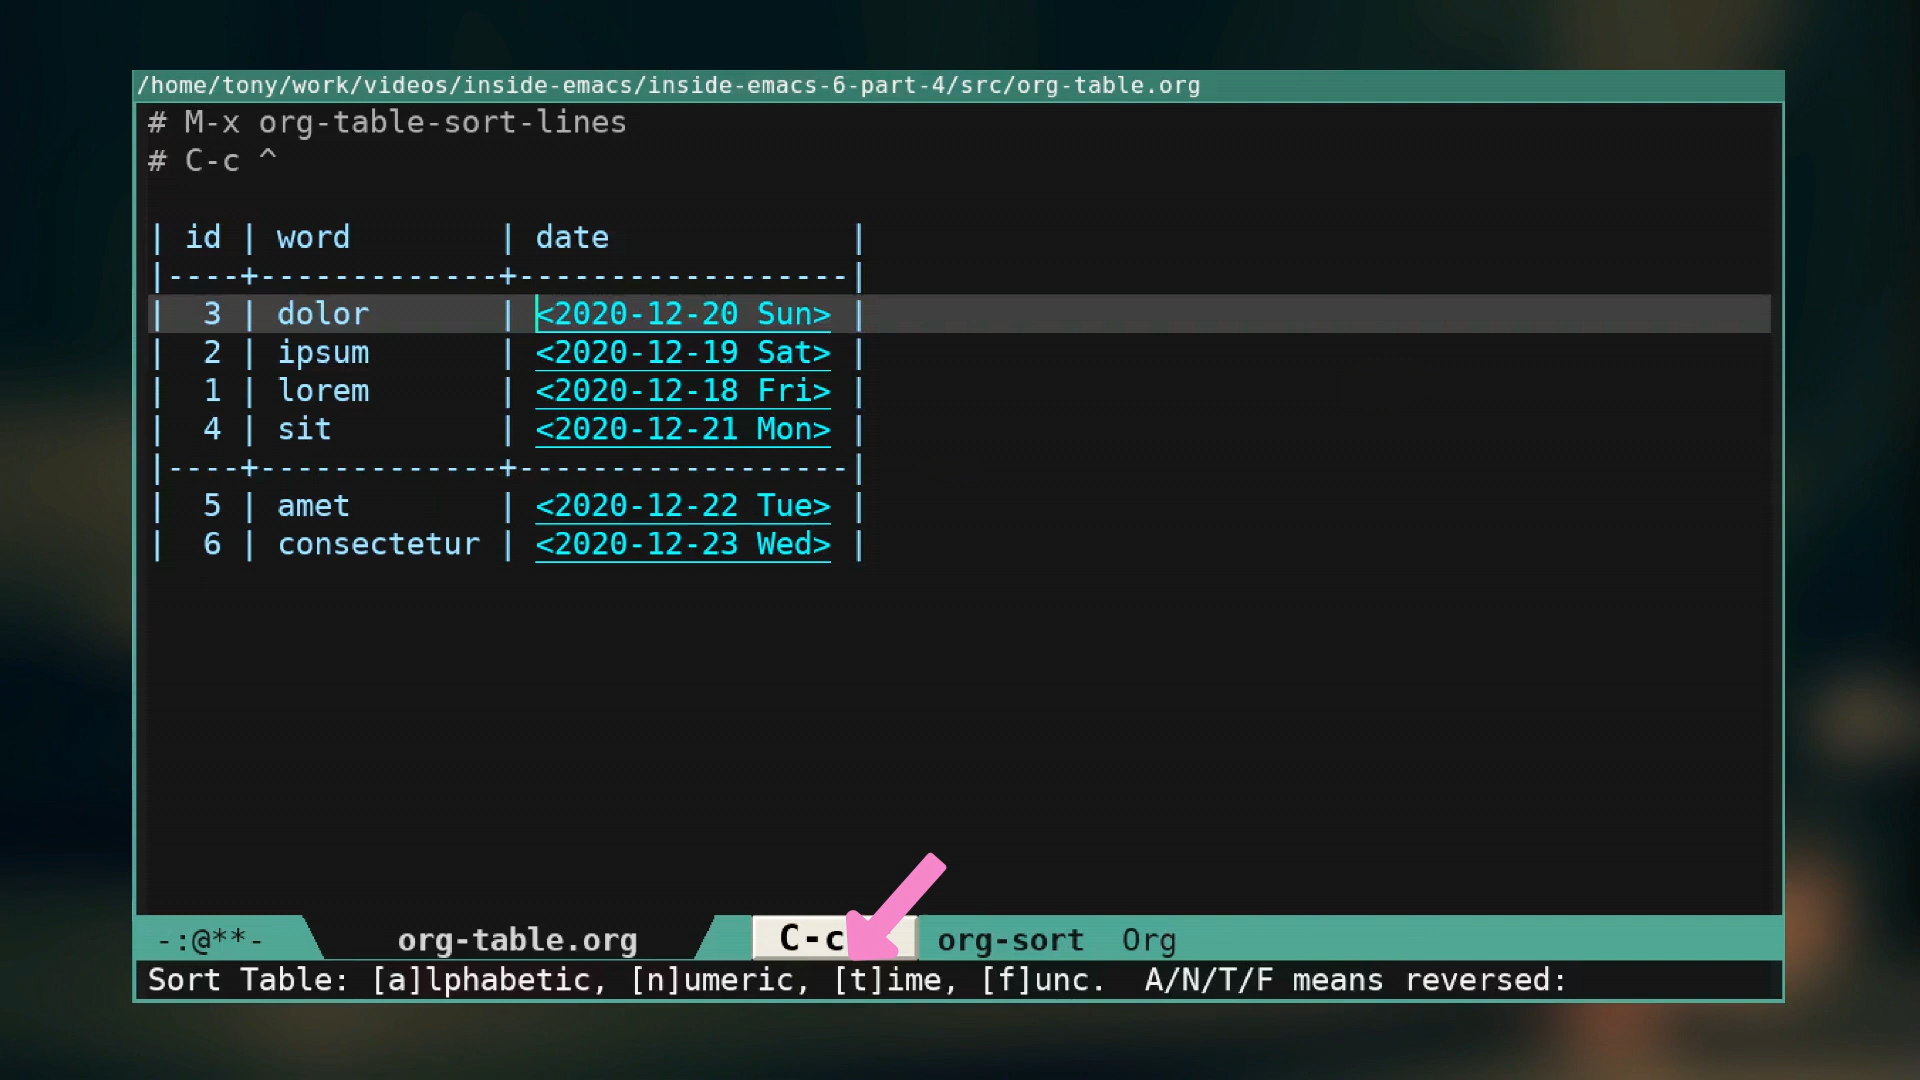 /home/tony/work/videos/inside-emacs/inside-emacs-6-part-4/src/org-table.org
# M-x org-table-sort-lines
# C-c ^
| id | word        | date             |
|----+-------------+------------------|
|  3 | dolor       | <2020-12-20 Sun> |
|  2 | ipsum       | <2020-12-19 Sat> |
|  1 | lorem       | <2020-12-18 Fri> |
|  4 | sit         | <2020-12-21 Mon> |
|----+-------------+------------------|
|  5 | amet        | <2020-12-22 Tue> |
|  6 | consectetur | <2020-12-23 Wed> |
-:@**- org-table.org C-c org-sort Org
Sort Table: [a]lphabetic, [n]umeric, [t]ime, [f]unc.  A/N/T/F means reversed: